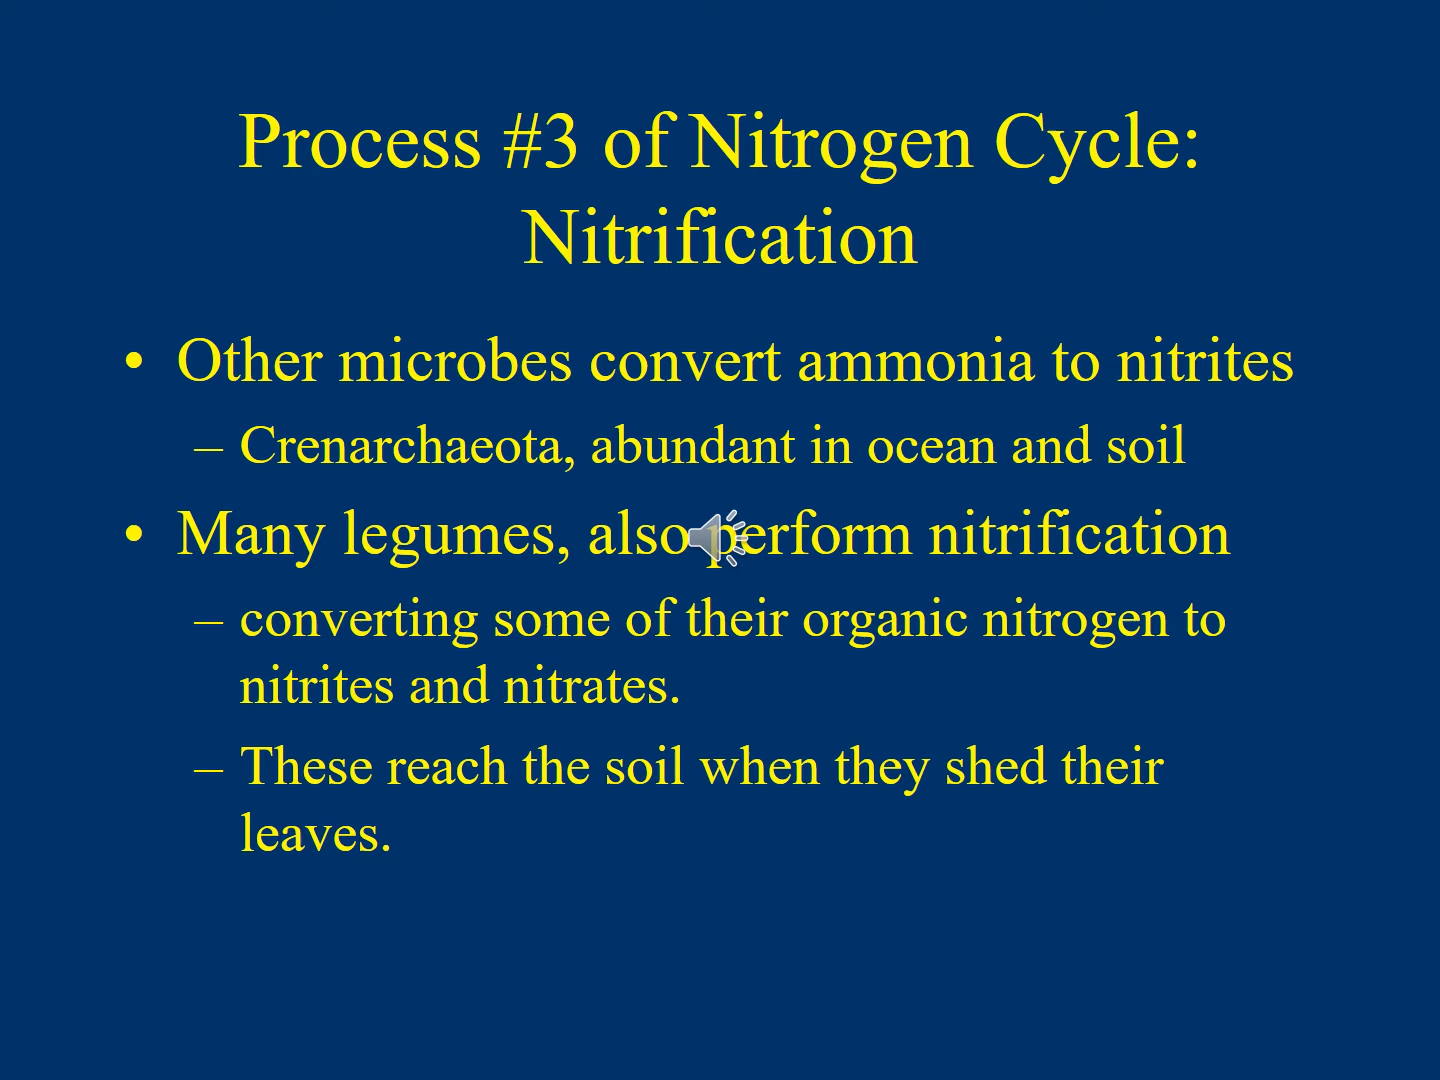 Process #3 of Nitrogen Cycle:
Nitrification
• Other microbes convert ammonia to nitrites
– Crenarchaeota, abundant in ocean and soil
• Many legumes, also perform nitrification
– converting some of their organic nitrogen to
nitrites and nitrates.
– These reach the soil when they shed their
leaves.